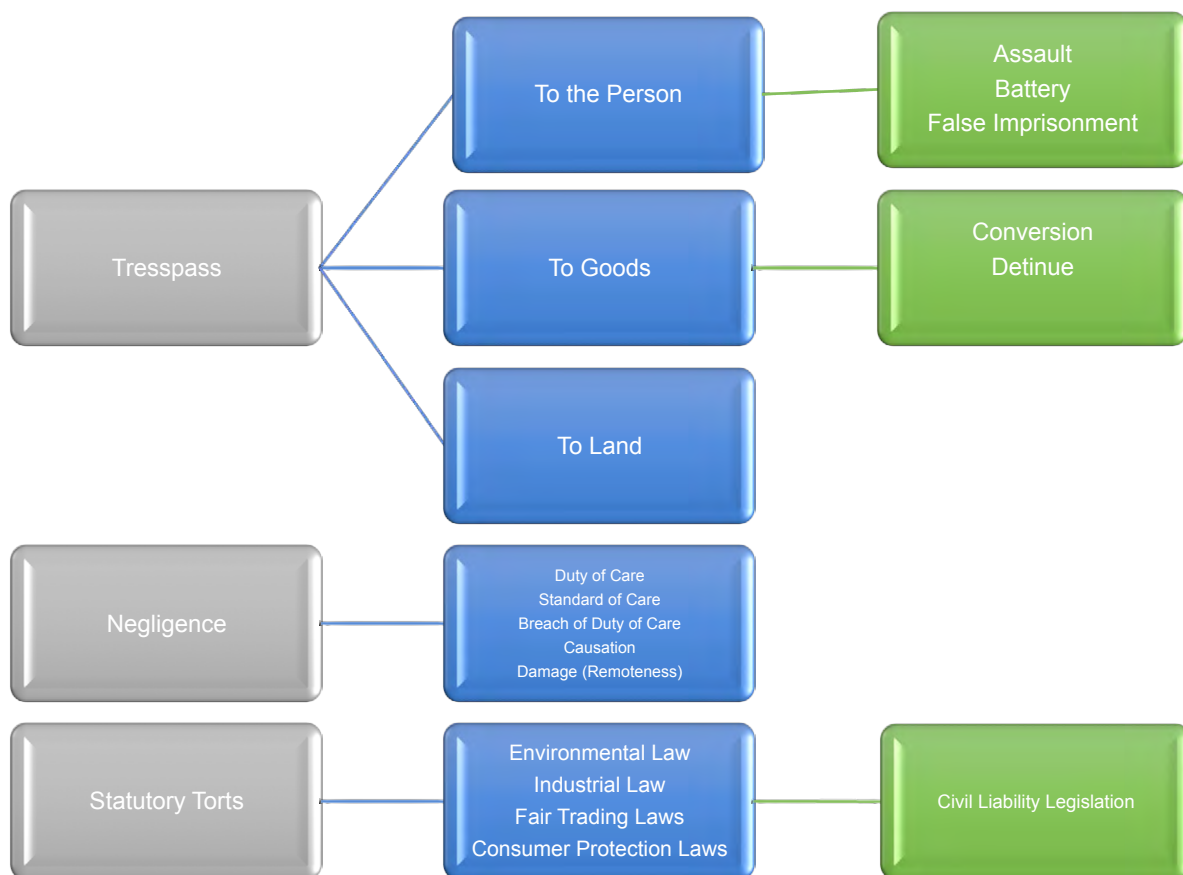 To the Person
Assault
Battery
False Imprisonment
Tresspass
To Goods
Conversion
Detinue
To Land
Negligence
Duty of Care
Standard of Care
Breach of Duty of Care
Causation
Damage (Remoteness)
Statutory Torts
Environmental Law
Industrial Law
Fair Trading Laws
Consumer Protection Laws
Civil Liability Legislation